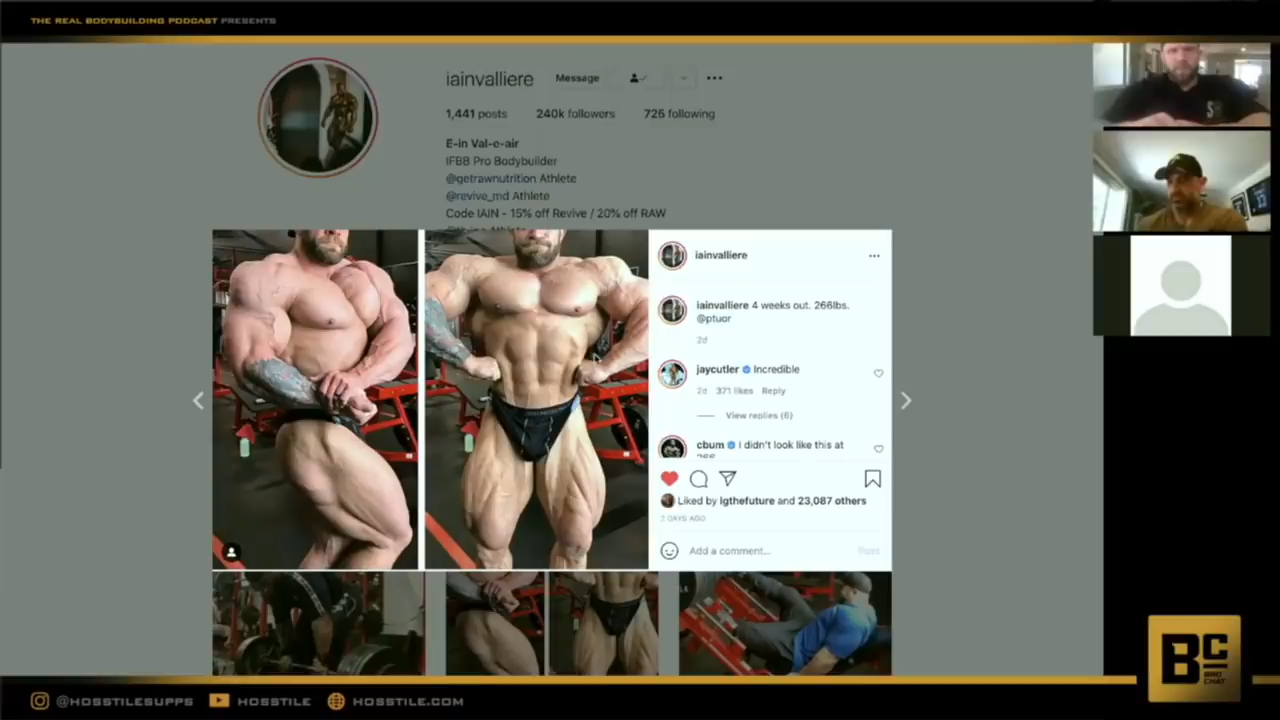 THE REAL BODYBUILDING PODCAST PRESENTS
iainvalliere Message
1,441 posts 240k followers 726 following
E-in Val-e-air
IFBB Pro Bodybuilder
@getrawnutrition Athlete
@revive_md Athlete
Code IAIN - 15% off Revive / 20% off RAW
iainvalliere
iainvalliere 4 weeks out. 266lbs.
@ptuor
2d
jaycutler Incredible
2d 371 likes Reply
View replies (6)
cbum I didn't look like this at
Liked by lgthefuture and 23,087 others
2 DAYS AGO
Add a comment...
Post
BC
BRO
CHAT
@HOSSTILESUPPS HOSSTILE HOSSTILE.COM